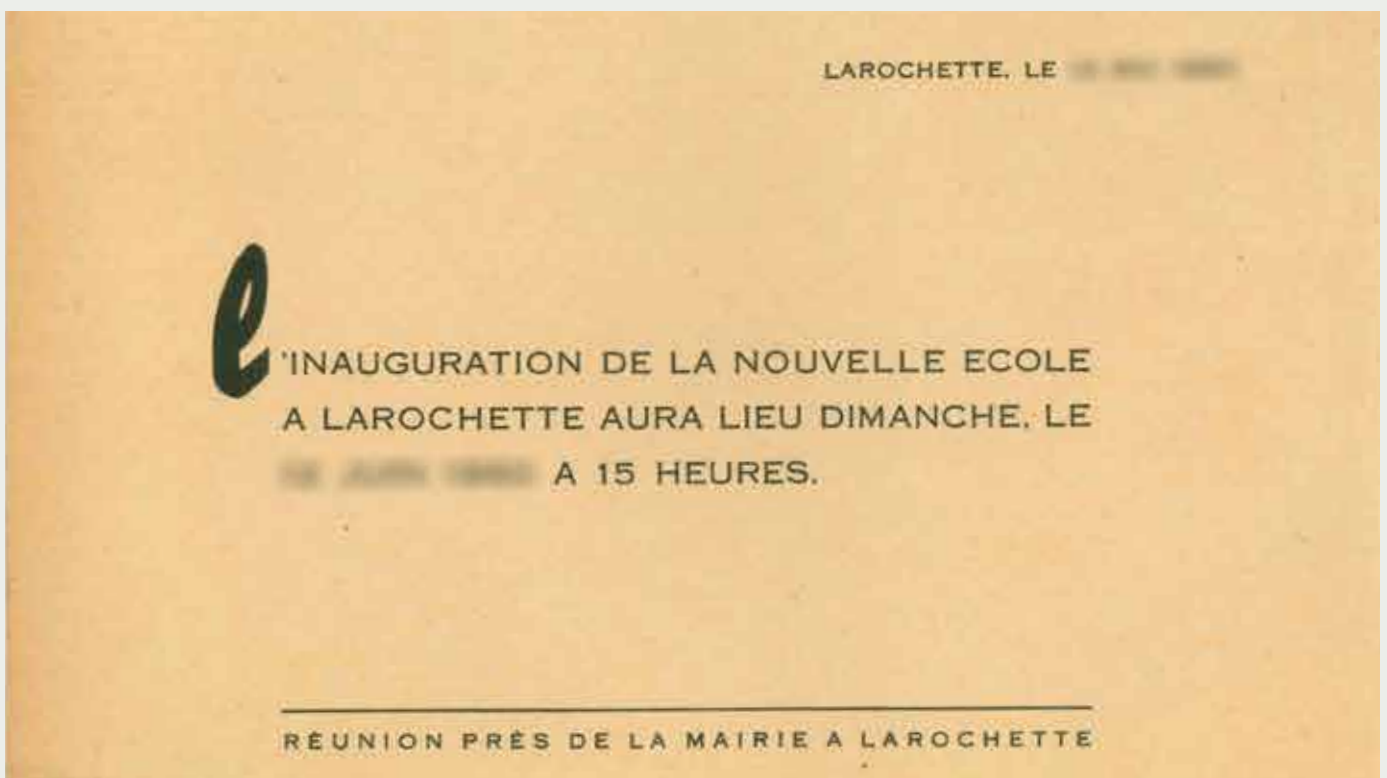 LAROCHETTE, LE
l'INAUGURATION DE LA NOUVELLE ECOLE
A LAROCHETTE AURA LIEU DIMANCHE, LE
A 15 HEURES.
RÉUNION PRÈS DE LA MAIRIE A LAROCHETTE